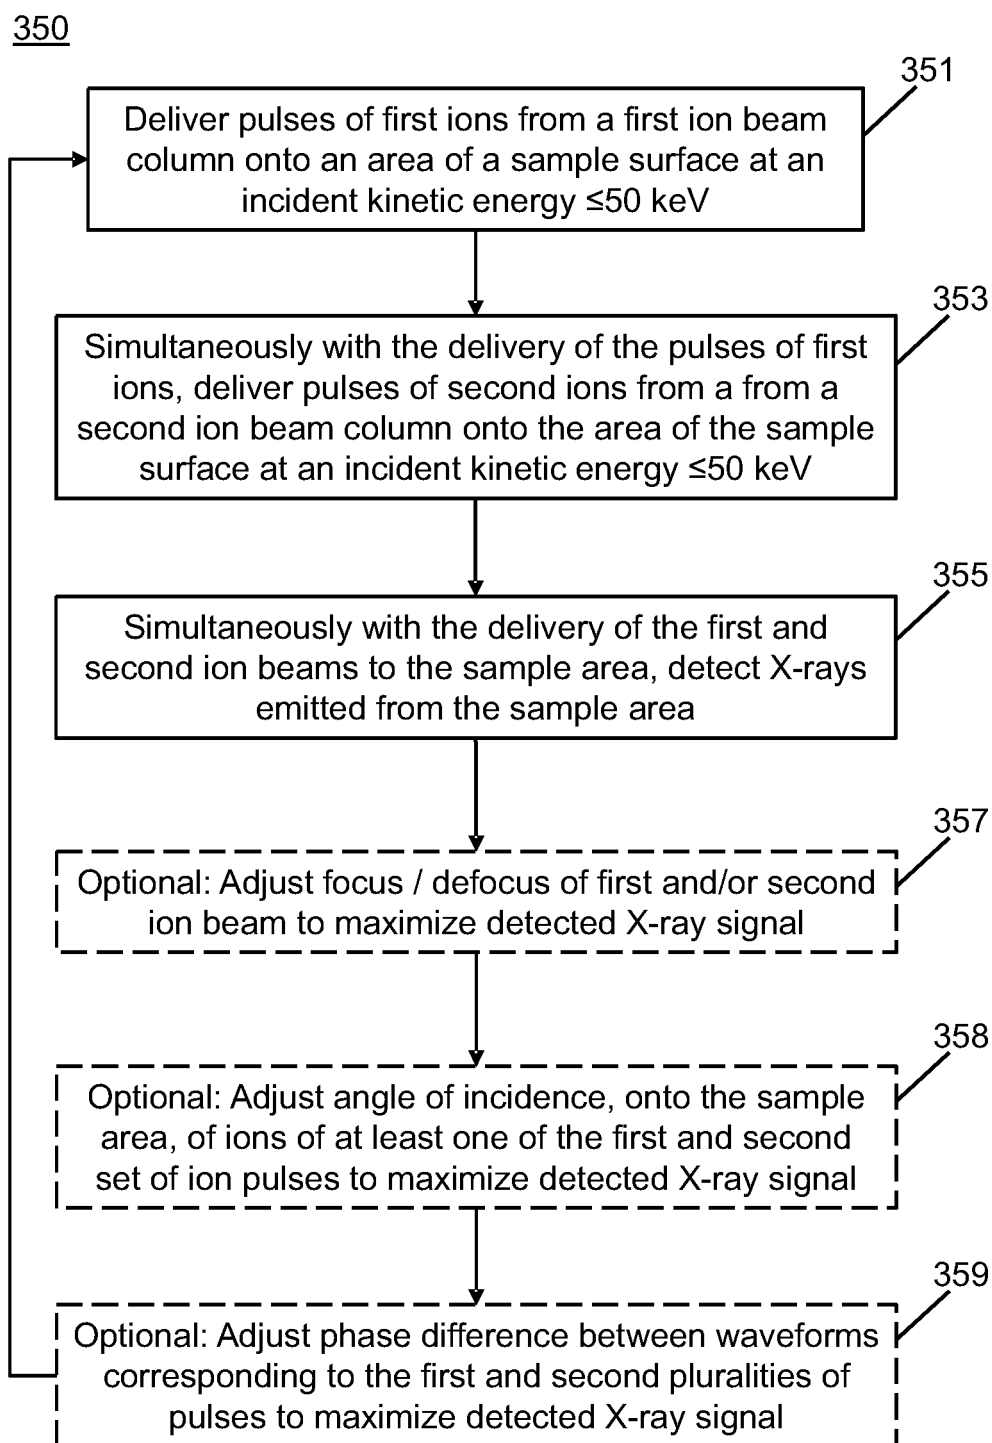 350
351
Deliver pulses of first ions from a first ion beam
column onto an area of a sample surface at an
incident kinetic energy ≤50 keV
353
Simultaneously with the delivery of the pulses of first
ions, deliver pulses of second ions from a from a
second ion beam column onto the area of the sample
surface at an incident kinetic energy ≤50 keV
355
Simultaneously with the delivery of the first and
second ion beams to the sample area, detect X-rays
emitted from the sample area
357
Optional: Adjust focus / defocus of first and/or second
ion beam to maximize detected X-ray signal
358
Optional: Adjust angle of incidence, onto the sample
area, of ions of at least one of the first and second
set of ion pulses to maximize detected X-ray signal
359
Optional: Adjust phase difference between waveforms
corresponding to the first and second pluralities of
pulses to maximize detected X-ray signal